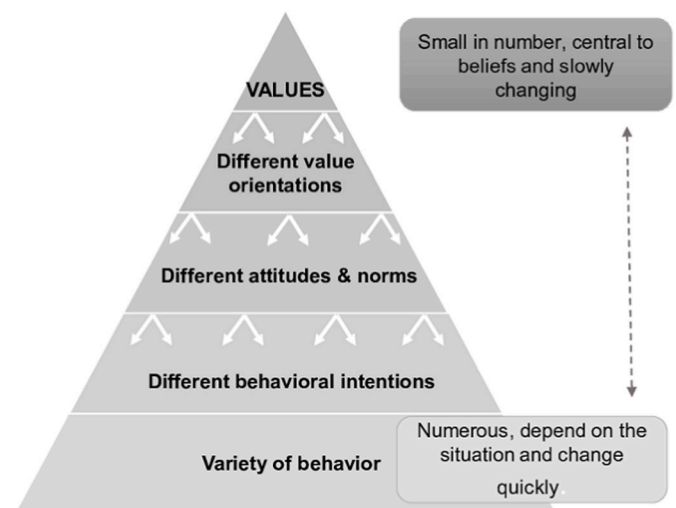 Small in number, central to
beliefs and slowly
changing
VALUES
Different value
orientations
Different attitudes & norms
Different behavioral intentions
Variety of behavior
Numerous, depend on the
situation and change
quickly.